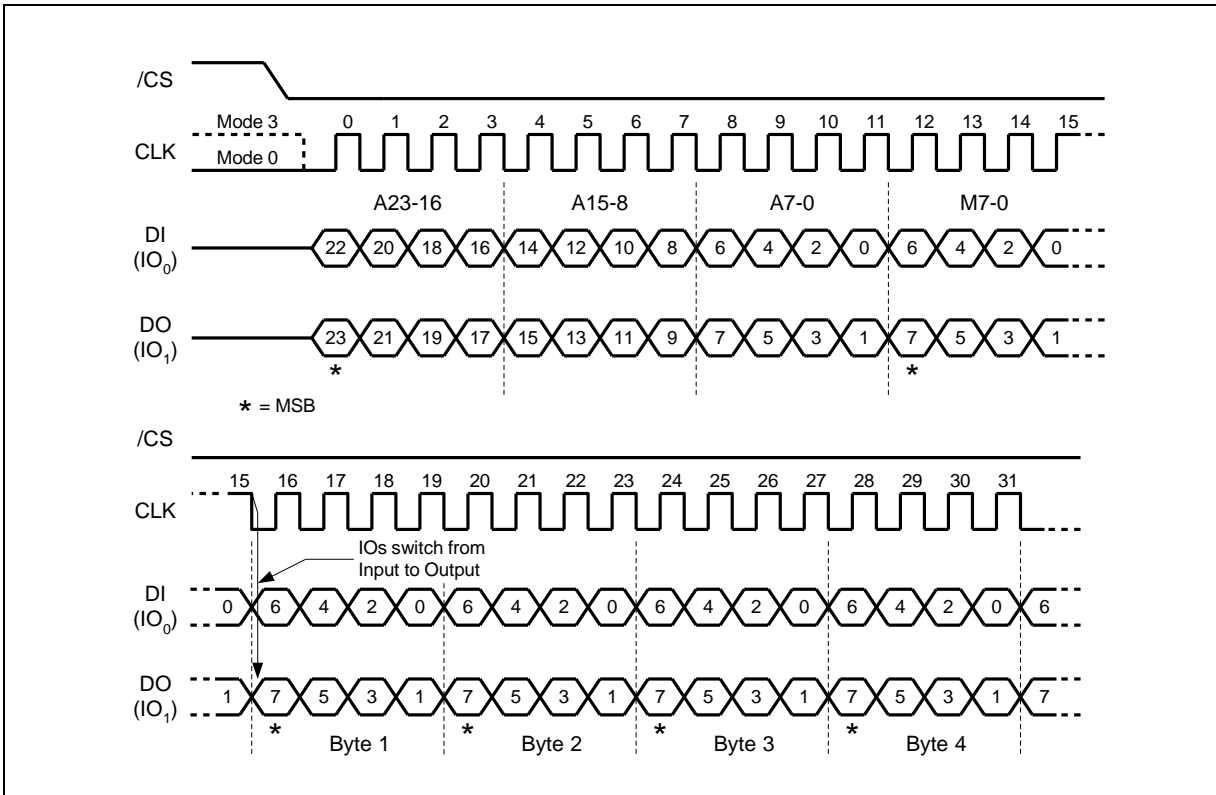 /CS
Mode 3 0 1 2 3 4 5 6 7 8 9 10 11 12 13 14 15
CLK
Mode 0
A23-16 A15-8 A7-0 M7-0
DI
(IO0) 22 20 18 16 14 12 10 8 6 4 2 0 6 4 2 0
DO
(IO1) 23 21 19 17 15 13 11 9 7 5 3 1 7 5 3 1
* *
* = MSB
/CS
15 16 17 18 19 20 21 22 23 24 25 26 27 28 29 30 31
CLK
IOs switch from
Input to Output
DI
(IO0) 0 6 4 2 0 6 4 2 0 6 4 2 0 6 4 2 0 6
DO
(IO1) 1 7 5 3 1 7 5 3 1 7 5 3 1 7 5 3 1 7
* * * *
Byte 1 Byte 2 Byte 3 Byte 4